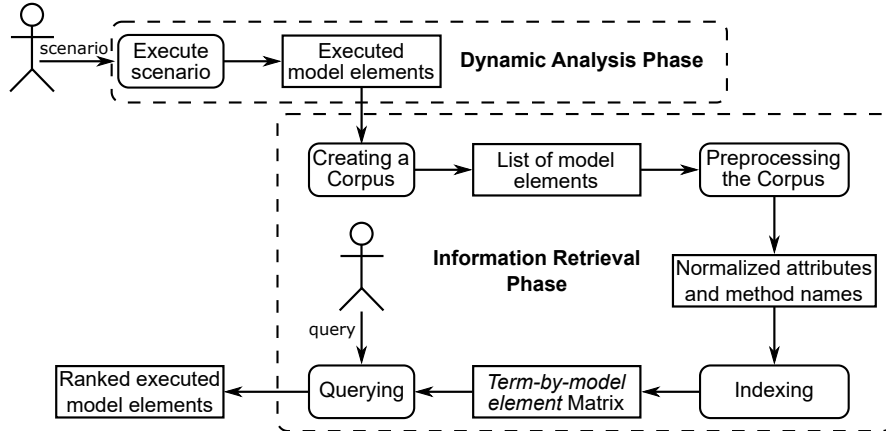 scenario
Execute
scenario
Executed
model elements
Dynamic Analysis Phase
Creating a
Corpus
List of model
elements
Preprocessing
the Corpus
Information Retrieval
Phase
Normalized attributes
and method names
query
Ranked executed
model elements
Querying
Term-by-model
element Matrix
Indexing